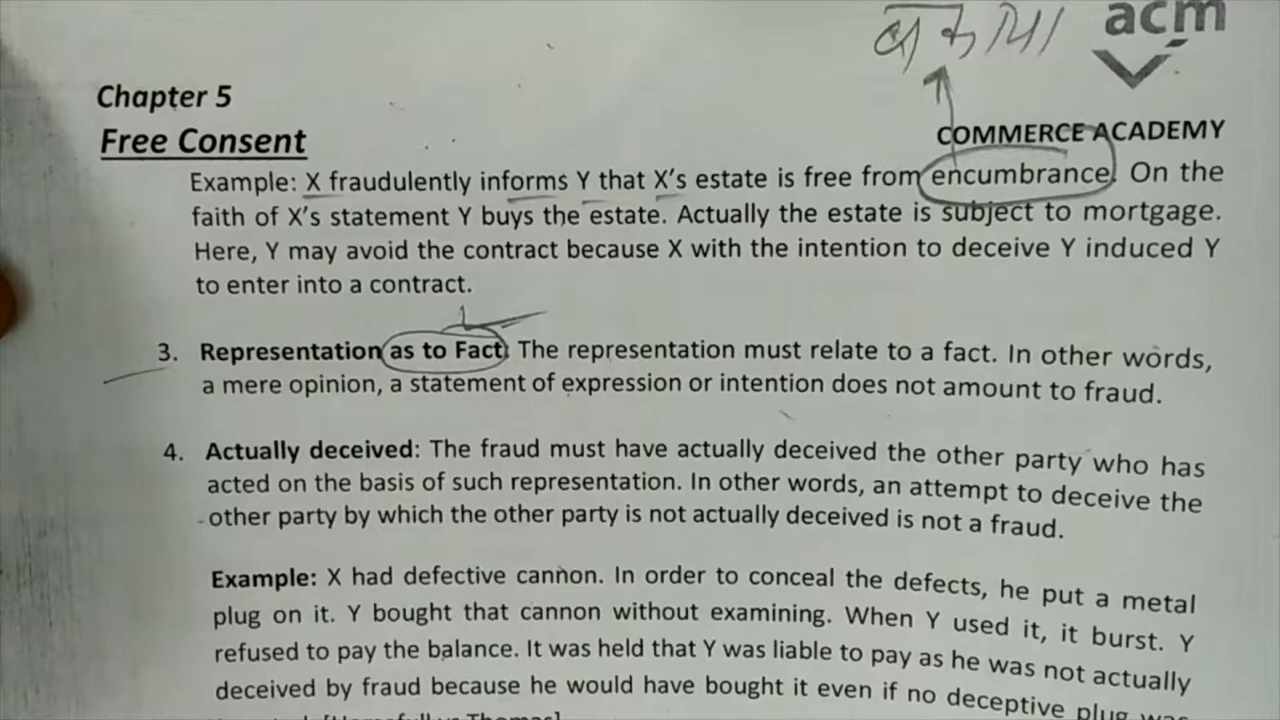 acm
Chapter 5
Free Consent
COMMERCE ACADEMY
Example: X fraudulently informs Y that X's estate is free from encumbrance. On the
faith of X's statement Y buys the estate. Actually the estate is subject to mortgage.
Here, Y may avoid the contract because X with the intention to deceive Y induced Y
to enter into a contract.
3. Representation as to Fact: The representation must relate to a fact. In other words,
a mere opinion, a statement of expression or intention does not amount to fraud.
4. Actually deceived: The fraud must have actually deceived the other party who has
acted on the basis of such representation. In other words, an attempt to deceive the
other party by which the other party is not actually deceived is not a fraud.
Example: X had defective cannon. In order to conceal the defects, he put a metal
plug on it. Y bought that cannon without examining. When Y used it, it burst. Y
refused to pay the balance. It was held that Y was liable to pay as he was not actually
deceived by fraud because he would have bought it even if no deceptive plug was